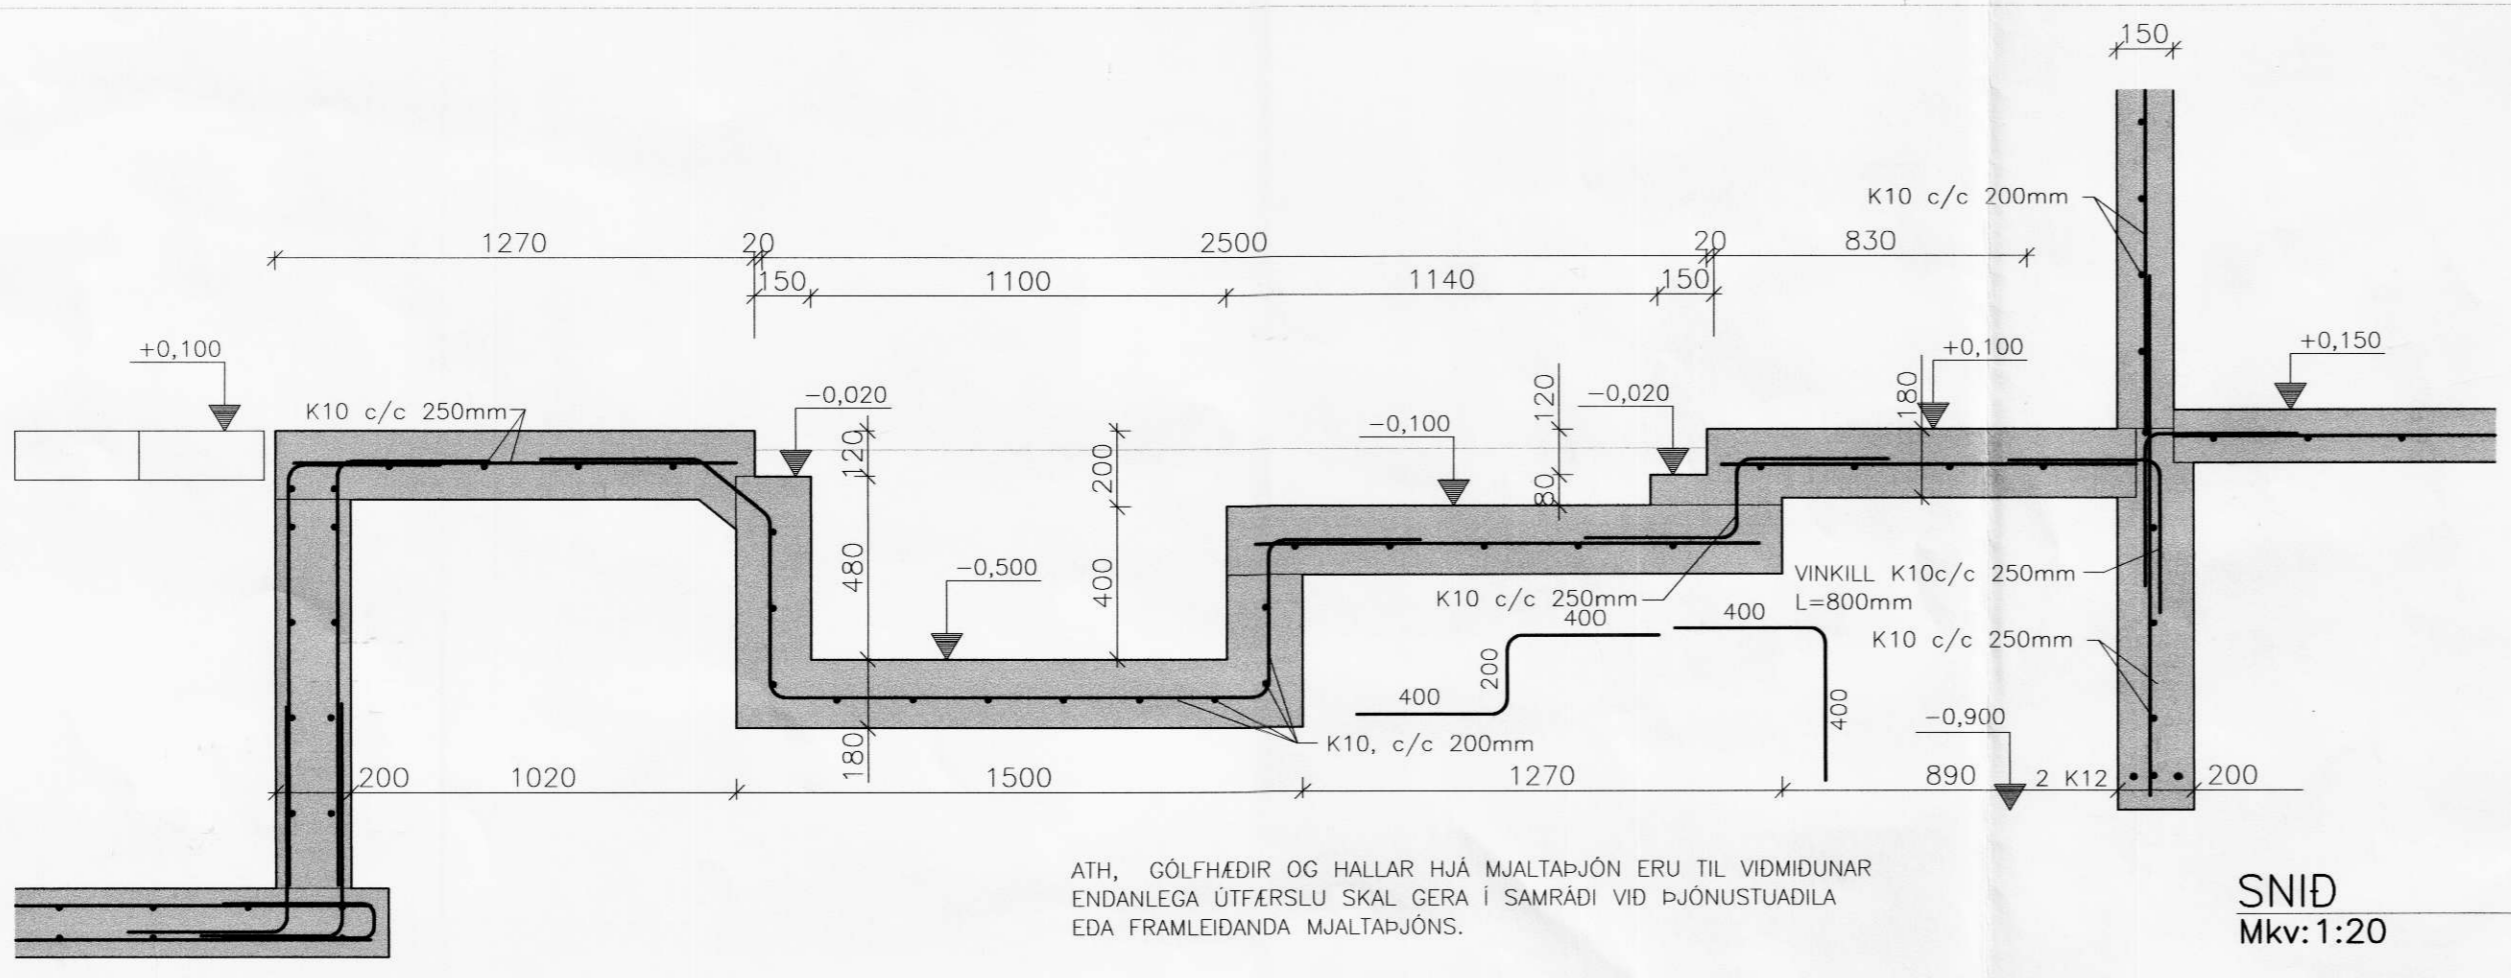 150
K10 c/c 200mm
1270
20
2500
20
830
150
1100
1140
150
+0,100
K10 c/c 250mm
-0,020
120
200
-0,100
120
-0,020
180
+0,100
+0,150
80
480
-0,500
400
K10 c/c 250mm
VINKILL K10c/c 250mm
L=800mm
400
400
K10 c/c 250mm
200
400
400
-0,900
K10, c/c 200mm
180
200
1020
1500
1270
890
2 K12
200
ATH, GÓLFHÆÐIR OG HALLAR HJÁ MJALTAÞJÓN ERU TIL VIÐMIÐUNAR
ENDANLEGA ÚTFÆRSLU SKAL GERA Í SAMRÁÐI VIÐ ÞJÓNUSTUAÐILA
EÐA FRAMLEIÐANDA MJALTAÞJÓNS.
SNIÐ
Mkv:1:20